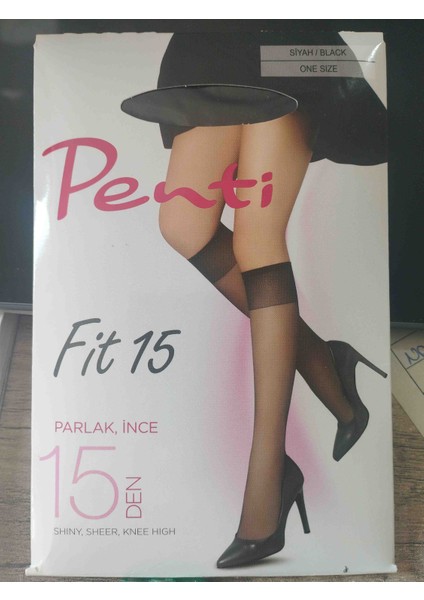 SİYAH / BLACK
ONE SIZE
Penti
Fit 15
PARLAK, İNCE
15 DEN
SHINY, SHEER, KNEE HIGH